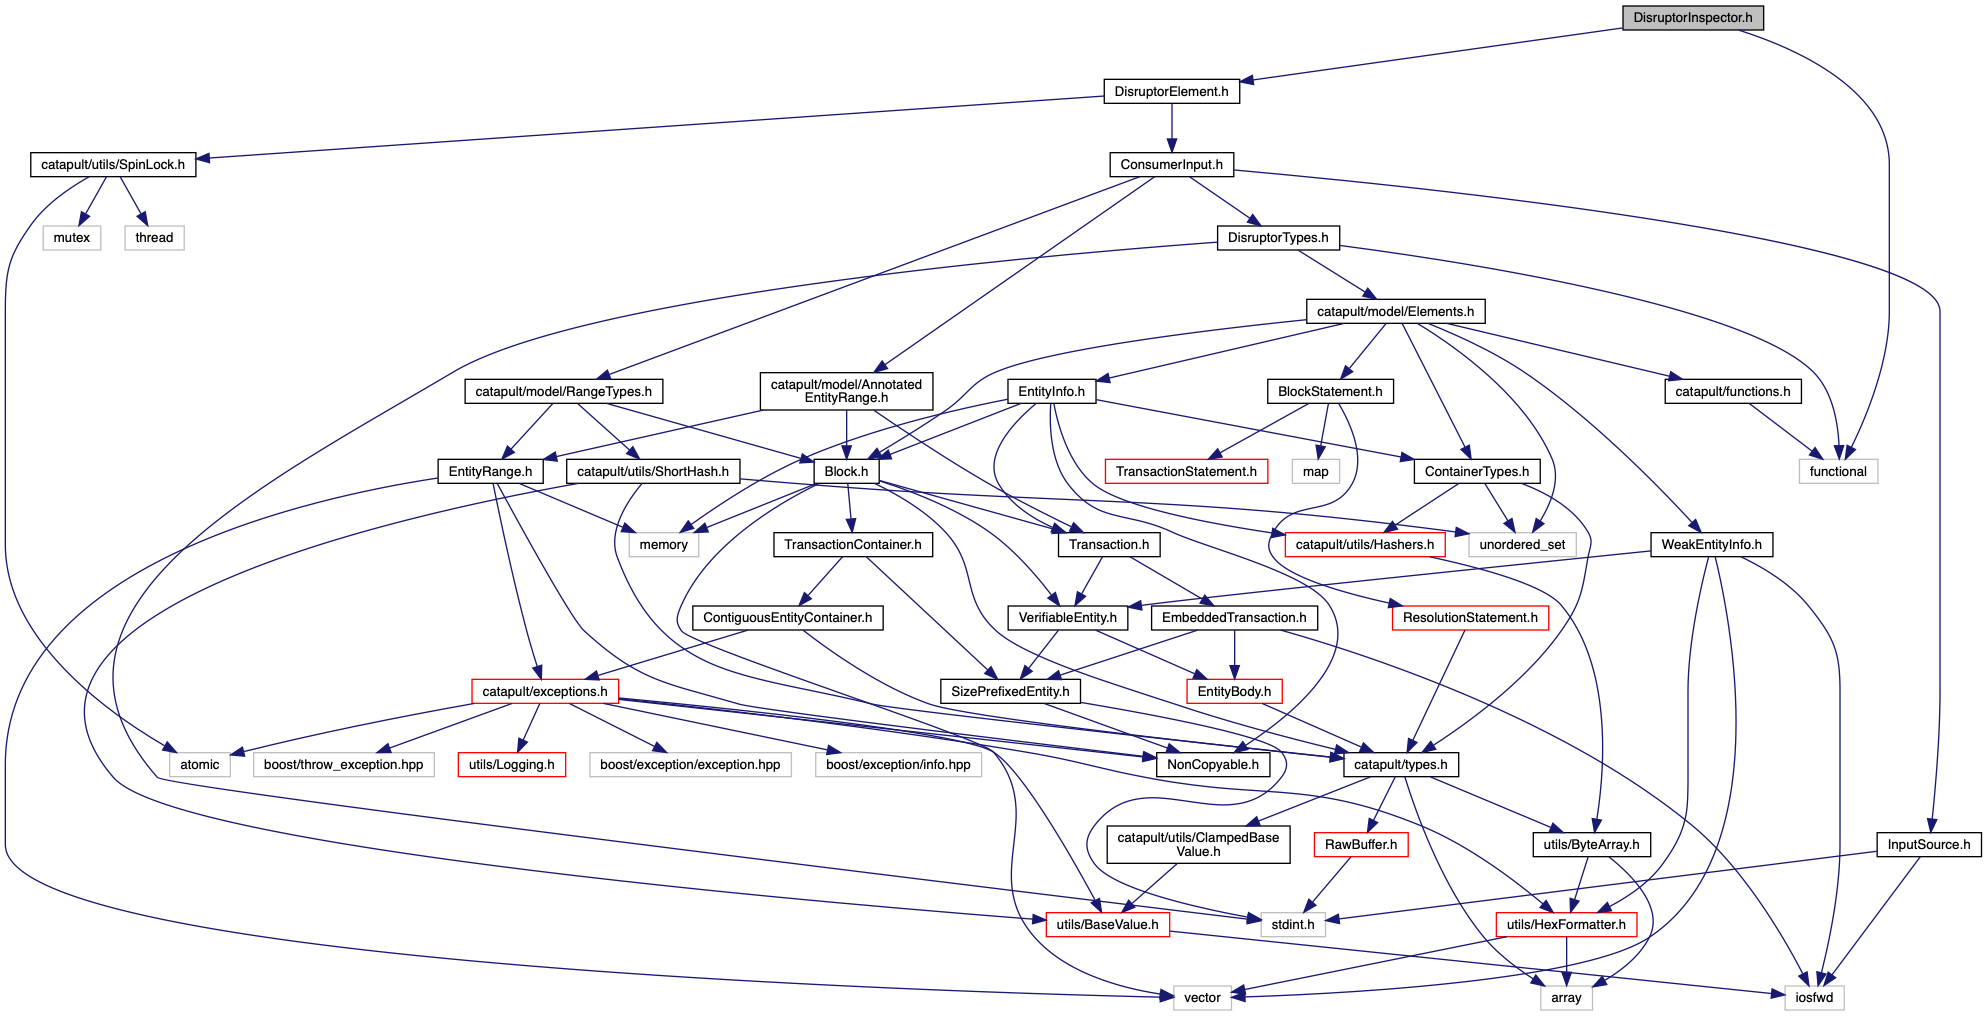 DisruptorInspector.h
DisruptorElement.h
catapult/utils/SpinLock.h
ConsumerInput.h
mutex
thread
DisruptorTypes.h
catapult/model/Elements.h
catapult/model/RangeTypes.h
catapult/model/Annotated
EntityRange.h
EntityInfo.h
BlockStatement.h
catapult/functions.h
EntityRange.h
catapult/utils/ShortHash.h
Block.h
TransactionStatement.h
map
ContainerTypes.h
functional
memory
TransactionContainer.h
Transaction.h
catapult/utils/Hashers.h
unordered_set
WeakEntityInfo.h
ContiguousEntityContainer.h
VerifiableEntity.h
EmbeddedTransaction.h
ResolutionStatement.h
catapult/exceptions.h
SizePrefixedEntity.h
EntityBody.h
atomic
boost/throw_exception.hpp
utils/Logging.h
boost/exception/exception.hpp
boost/exception/info.hpp
NonCopyable.h
catapult/types.h
catapult/utils/ClampedBase
Value.h
RawBuffer.h
utils/ByteArray.h
InputSource.h
utils/BaseValue.h
stdint.h
utils/HexFormatter.h
vector
array
iosfwd